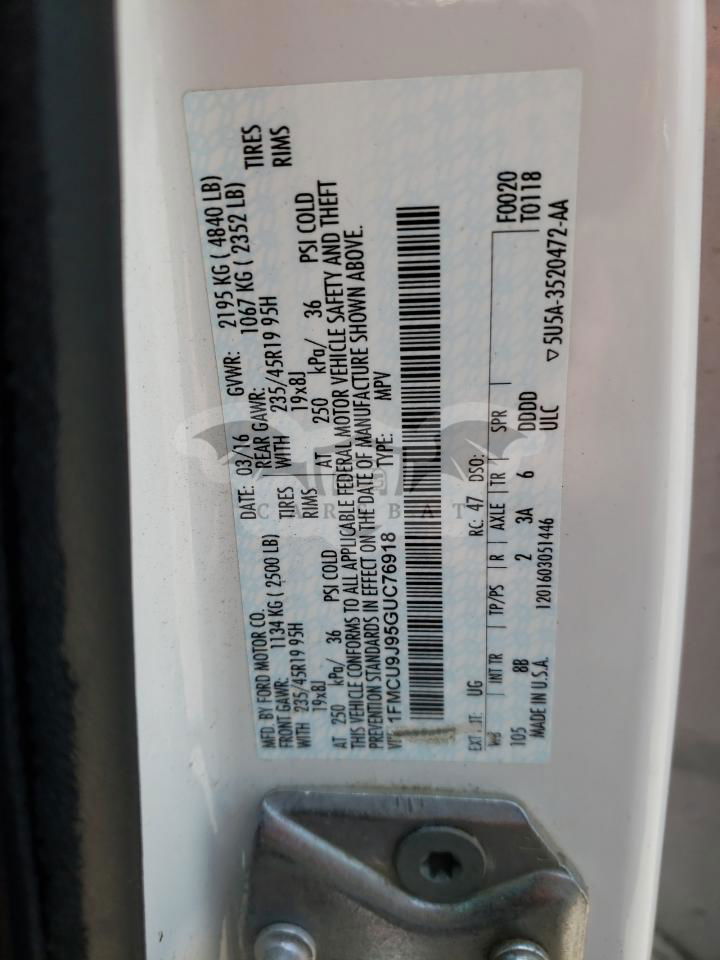 MFD. BY FORD MOTOR CO.
DATE: 03/16 GVWR: 2195 KG ( 4840 LB)
FRONT GAWR: 1134 KG ( 2500 LB)
REAR GAWR: 1067 KG ( 2352 LB)
WITH 235/45R19 95H TIRES
WITH 235/45R19 95H TIRES
19x8J RIMS
19x8J RIMS
AT 250 kPa/ 36 PSI COLD
AT 250 kPa/ 36 PSI COLD
THIS VEHICLE CONFORMS TO ALL APPLICABLE FEDERAL MOTOR VEHICLE SAFETY AND THEFT
PREVENTION STANDARDS IN EFFECT ON THE DATE OF MANUFACTURE SHOWN ABOVE.
1FMCU9J95GUC76918 TYPE: MPV
UG RC: 47 DSO:
F0020
WB INT TR TP/PS R AXLE TR SPR
T0118
105 8B 2 3A 6 DDDD
MADE IN U.S.A. 1201603051446 ULC ▽5U5A-3520472-AA
CAR BAT